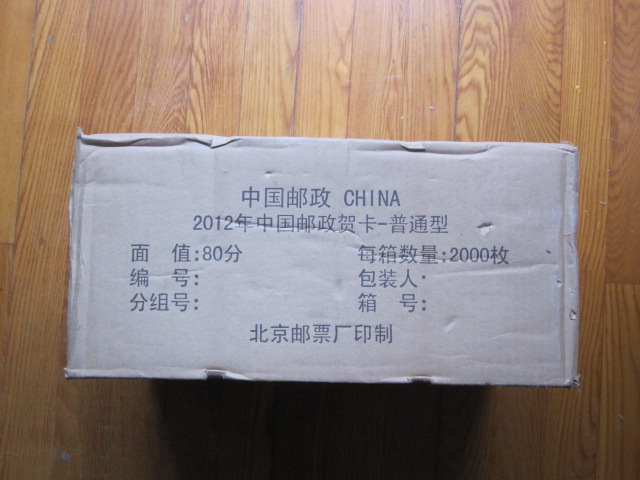 中国邮政 CHINA
2012年中国邮政贺卡-普通型
面 值:80分 每箱数量:2000枚
编 号: 包装人:
分组号: 箱 号:
北京邮票厂印制